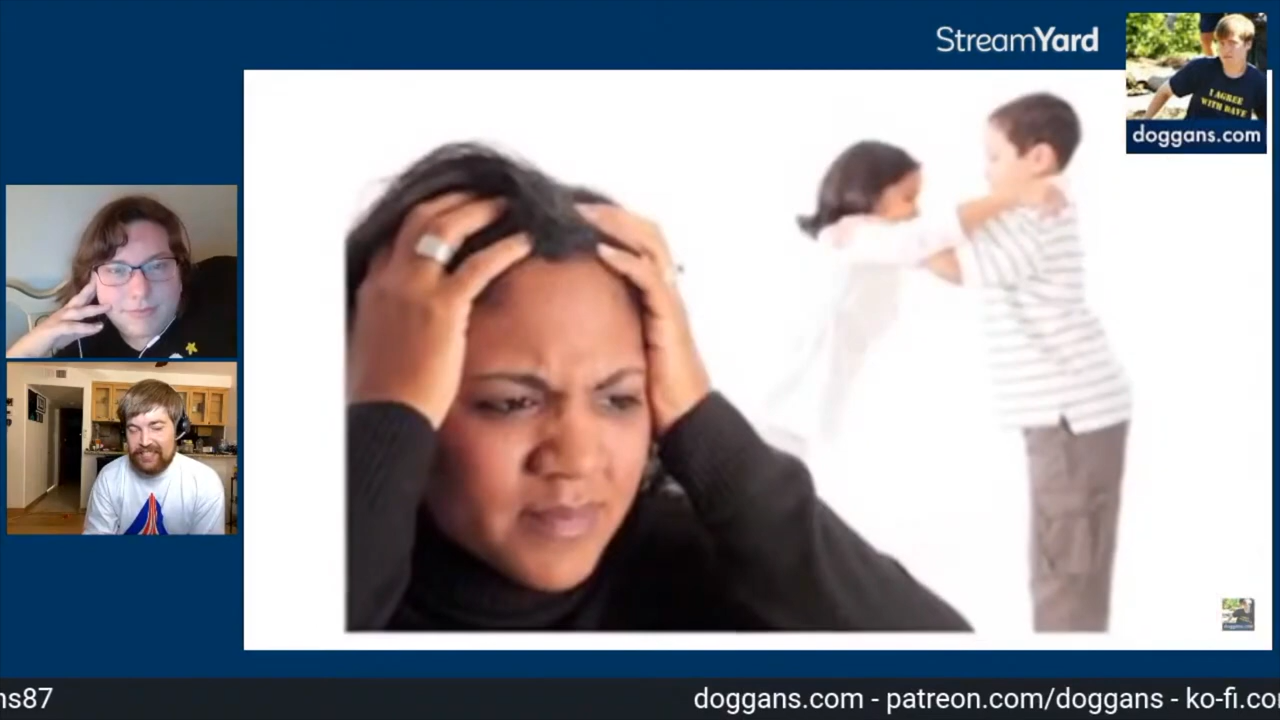 StreamYard
I AGREE
WITH DAVE
doggans.com
ns87
doggans.com - patreon.com/doggans - ko-fi.co